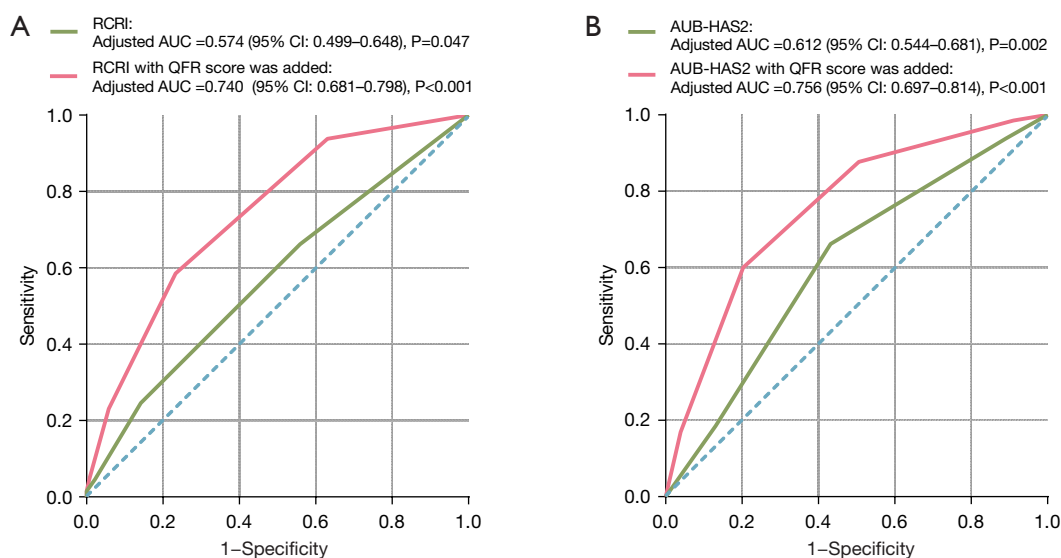 A
RCRI:
Adjusted AUC =0.574 (95% CI: 0.499–0.648), P=0.047
RCRI with QFR score was added:
Adjusted AUC =0.740 (95% CI: 0.681–0.798), P<0.001
1.0
0.8
0.6
0.4
0.2
0.0
Sensitivity
0.0 0.2 0.4 0.6 0.8 1.0
1–Specificity
B
AUB-HAS2:
Adjusted AUC =0.612 (95% CI: 0.544–0.681), P=0.002
AUB-HAS2 with QFR score was added:
Adjusted AUC =0.756 (95% CI: 0.697–0.814), P<0.001
1.0
0.8
0.6
0.4
0.2
0.0
Sensitivity
0.0 0.2 0.4 0.6 0.8 1.0
1–Specificity